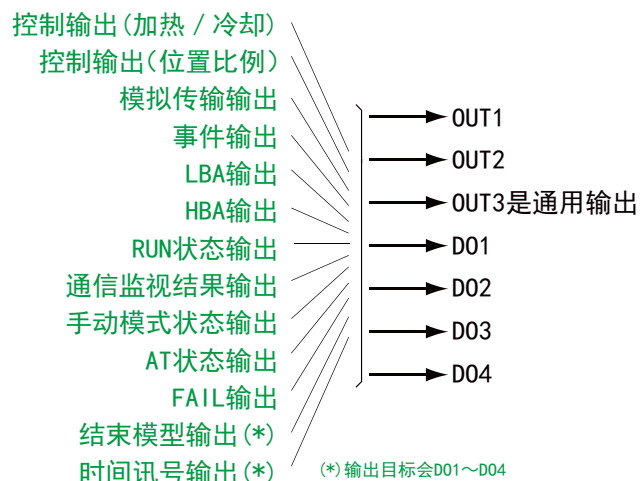 控制输出(加热 / 冷却)
控制输出(位置比例)
模拟传输输出
事件输出
LBA输出
HBA输出
RUN状态输出
通信监视结果输出
手动模式状态输出
AT状态输出
FAIL输出
结束模型输出(*)
时间讯号输出(*)
OUT1
OUT2
OUT3是通用输出
DO1
DO2
DO3
DO4
(*)输出目标会DO1～DO4